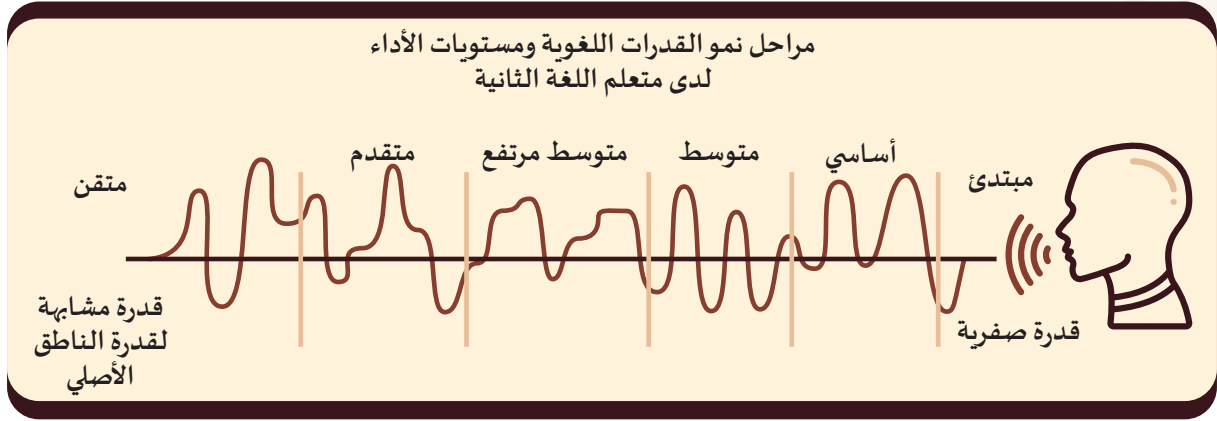 مراحل نمو القدرات اللغوية ومستويات الأداء
لدى متعلم اللغة الثانية
مبتدئ
أساسي
متوسط
متوسط مرتفع
متقدم
متقن
قدرة صفرية
قدرة مشابهة
لقدرة الناطق
الأصلي